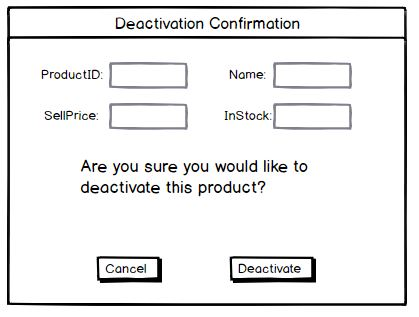 Deactivation Confirmation
ProductID: Name:
SellPrice: InStock:
Are you sure you would like to
deactivate this product?
Cancel Deactivate